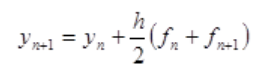 y_{n+1} = y_n + \frac{h}{2}(f_n + f_{n+1})